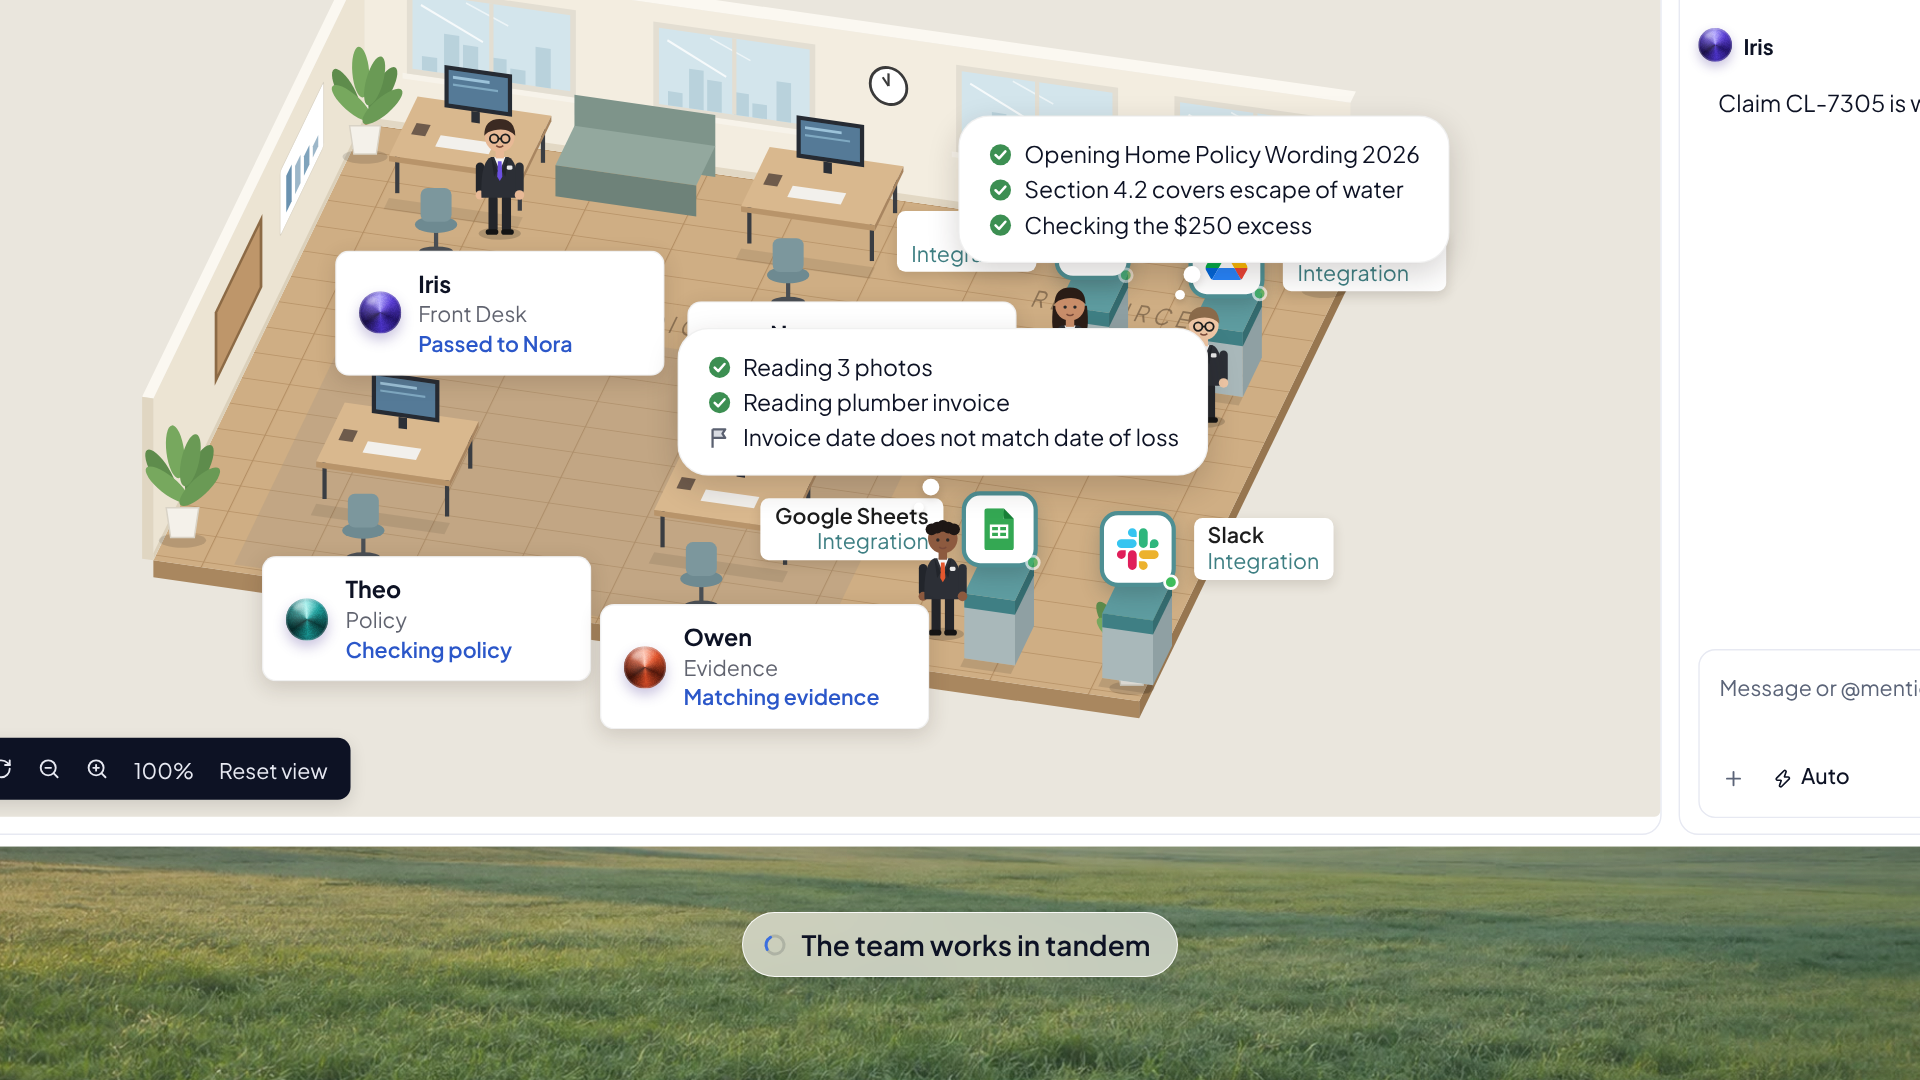 Iris
Claim CL-7305 is
Opening Home Policy Wording 2026
Section 4.2 covers escape of water
Checking the $250 excess
Integration
Iris
Front Desk
Passed to Nora
Reading 3 photos
Reading plumber invoice
Invoice date does not match date of loss
Google Sheets
Integration
Slack
Integration
Theo
Policy
Checking policy
Owen
Evidence
Matching evidence
Message or
Auto
100%
Reset view
The team works in tandem